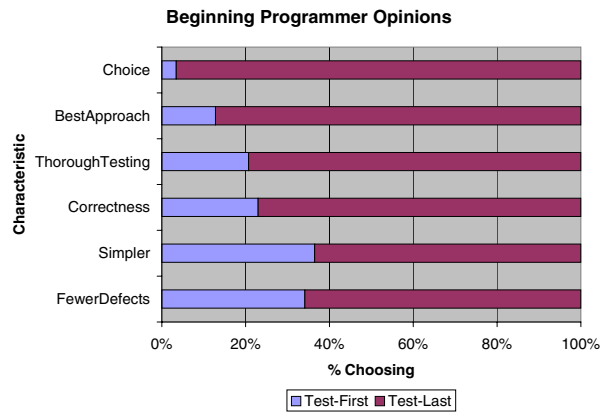 Beginning Programmer Opinions
Characteristic
Choice
BestApproach
ThoroughTesting
Correctness
Simpler
FewerDefects
0% 20% 40% 60% 80% 100%
% Choosing
Test-First Test-Last